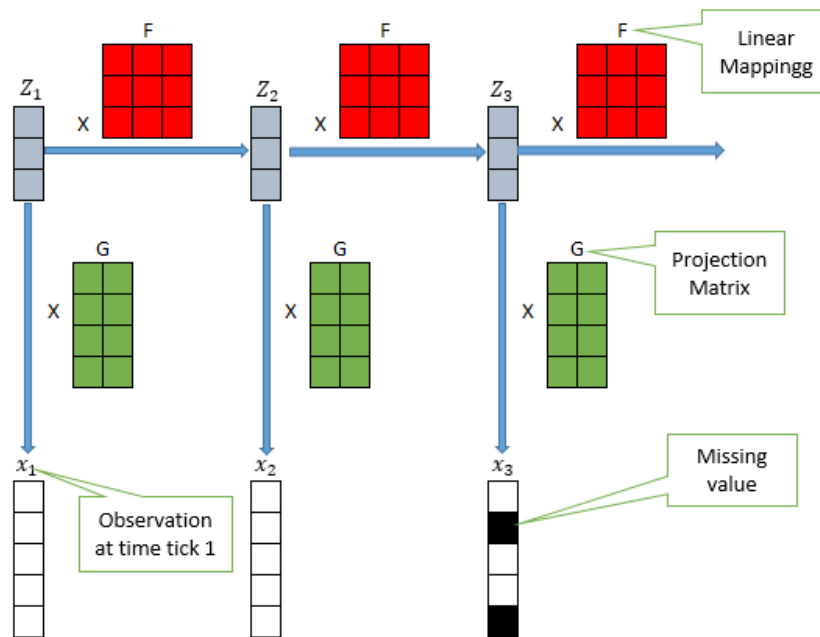 F
F
F
Linear
Mappingg
Z₁
Z₂
Z₃
X
X
X
G
G
G
Projection
Matrix
X
X
X
x₁
x₂
x₃
Missing
value
Observation
at time tick 1